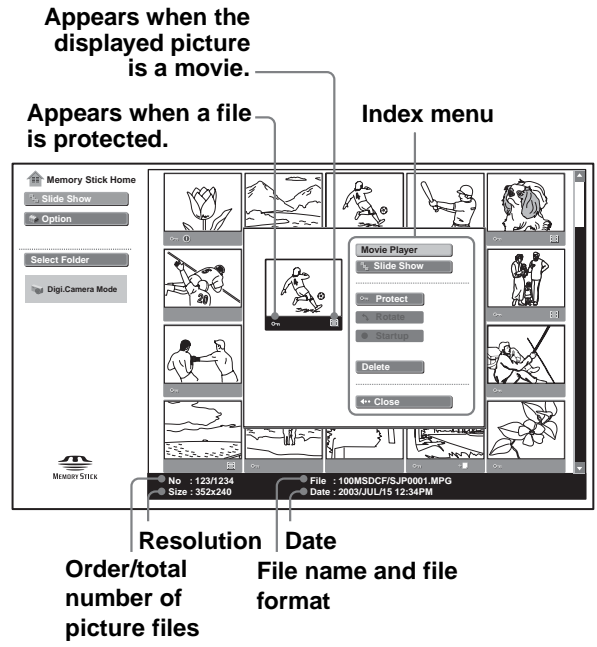 Appears when the
displayed picture
is a movie.
Appears when a file
is protected.
Index menu
Memory Stick Home
Slide Show
Option
Select Folder
Digi.Camera Mode
MEMORY STICK
20
Movie Player
Slide Show
Protect
Rotate
Startup
Delete
Close
No : 123/1234
Size : 352x240
File : 100MSDCF/SJP0001.MPG
Date : 2003/JUL/15 12:34PM
Resolution
Date
Order/total
number of
picture files
File name and file
format